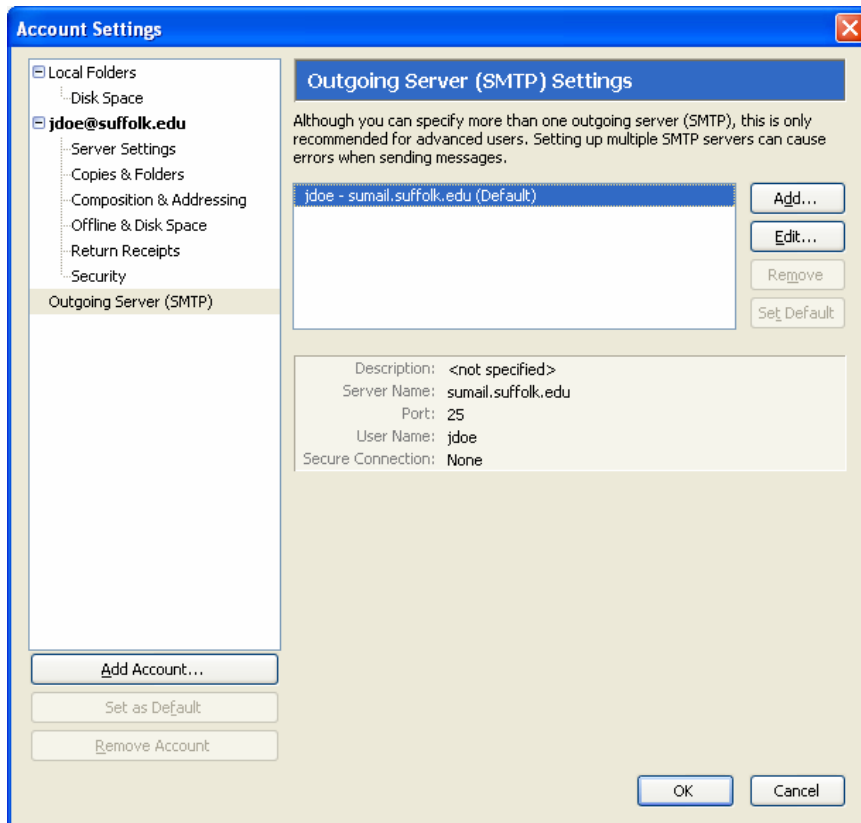 Account Settings
Local Folders
Disk Space
jdoe@suffolk.edu
Server Settings
Copies & Folders
Composition & Addressing
Offline & Disk Space
Return Receipts
Security
Outgoing Server (SMTP)
Add Account...
Set as Default
Remove Account
Outgoing Server (SMTP) Settings
Although you can specify more than one outgoing server (SMTP), this is only
recommended for advanced users. Setting up multiple SMTP servers can cause
errors when sending messages.
jdoe - sumail.suffolk.edu (Default)
Add...
Edit...
Remove
Set Default
Description: <not specified>
Server Name: sumail.suffolk.edu
Port: 25
User Name: jdoe
Secure Connection: None
OK
Cancel